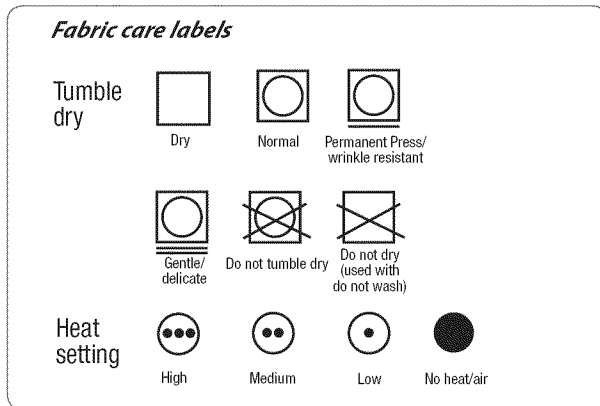 Fabric care labels
Tumble
dry
Dry
Normal
Permanent Press/
wrinkle resistant
Gentle/
delicate
Do not tumble dry
Do not dry
(used with
do not wash)
Heat
setting
High
Medium
Low
No heat/air